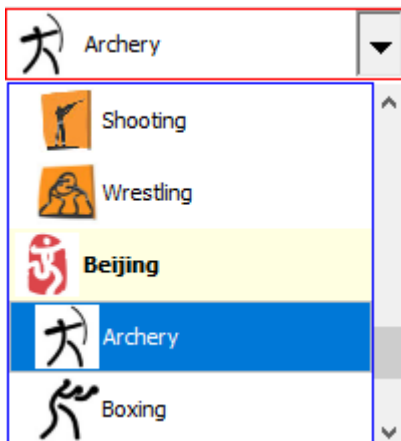 Archery
Shooting
Wrestling
Beijing
Archery
Boxing